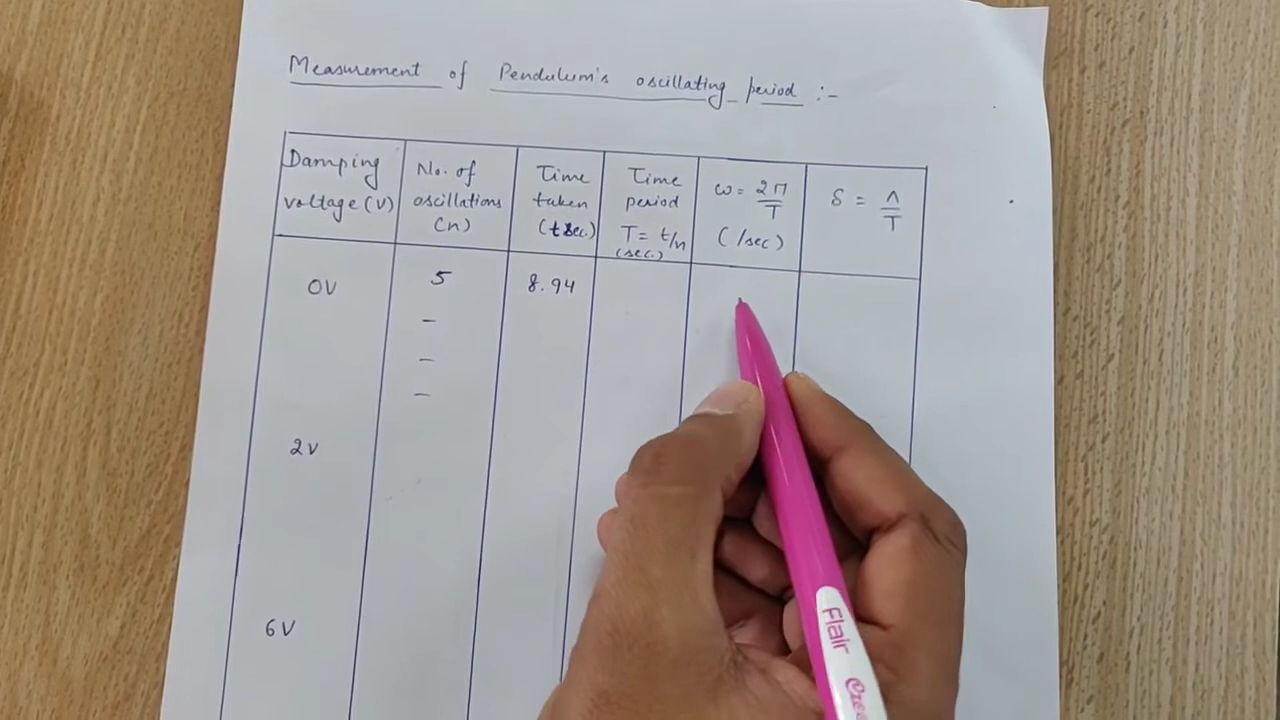 Measurement of Pendulum's oscillating period :-
Damping voltage (V)
No. of oscillations (n)
Time taken (t sec.)
Time period T = t/n (sec.)
ω = 2π/T (/sec)
δ = Λ/T
0V 5 8.94
–
–
–
2V
6V
Flair